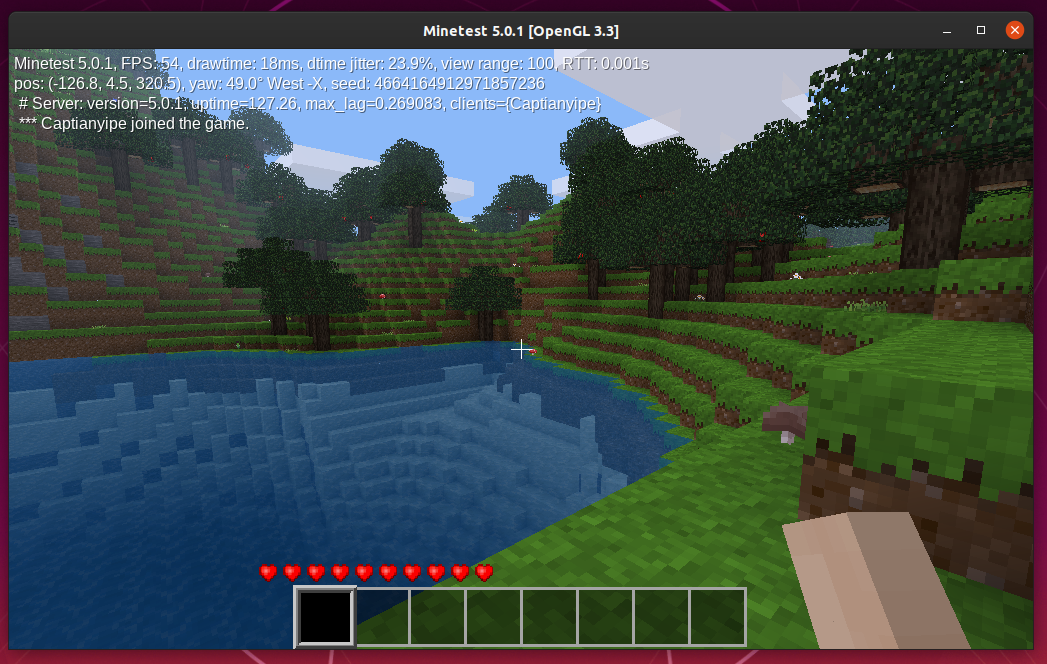 Minetest 5.0.1 [OpenGL 3.3]
Minetest 5.0.1, FPS: 54, drawtime: 18ms, dtime jitter: 23.9%, view range: 100, RTT: 0.001s
pos: (-126.8, 4.5, 320.5), yaw: 49.0° West -X, seed: 4664164912971857236
# Server: version=5.0.1, uptime=127.26, max_lag=0.269083, clients={Captianyipe}
*** Captianyipe joined the game.